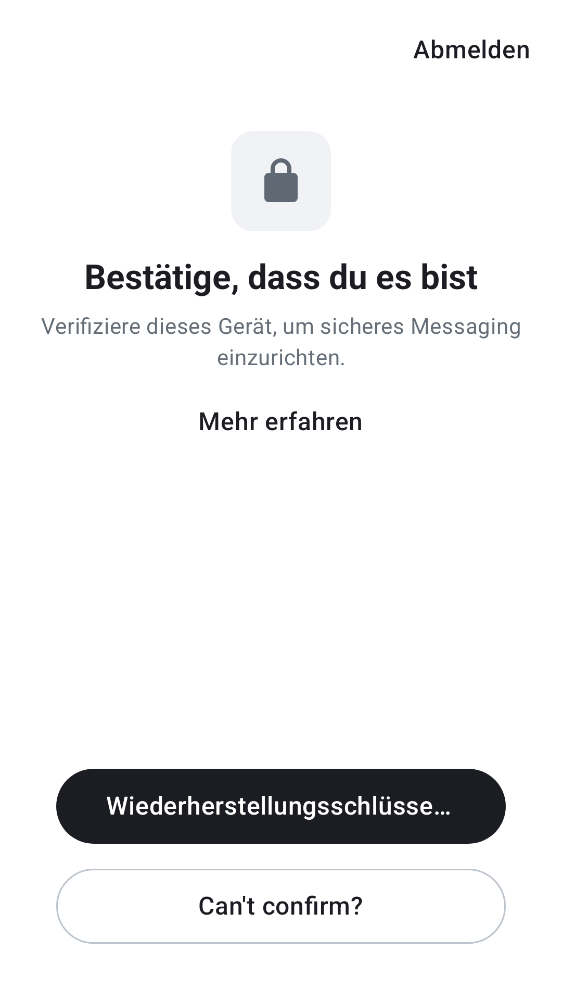 Abmelden
Bestätige, dass du es bist
Verifiziere dieses Gerät, um sicheres Messaging
einzurichten.
Mehr erfahren
Wiederherstellungsschlüsse…
Can't confirm?